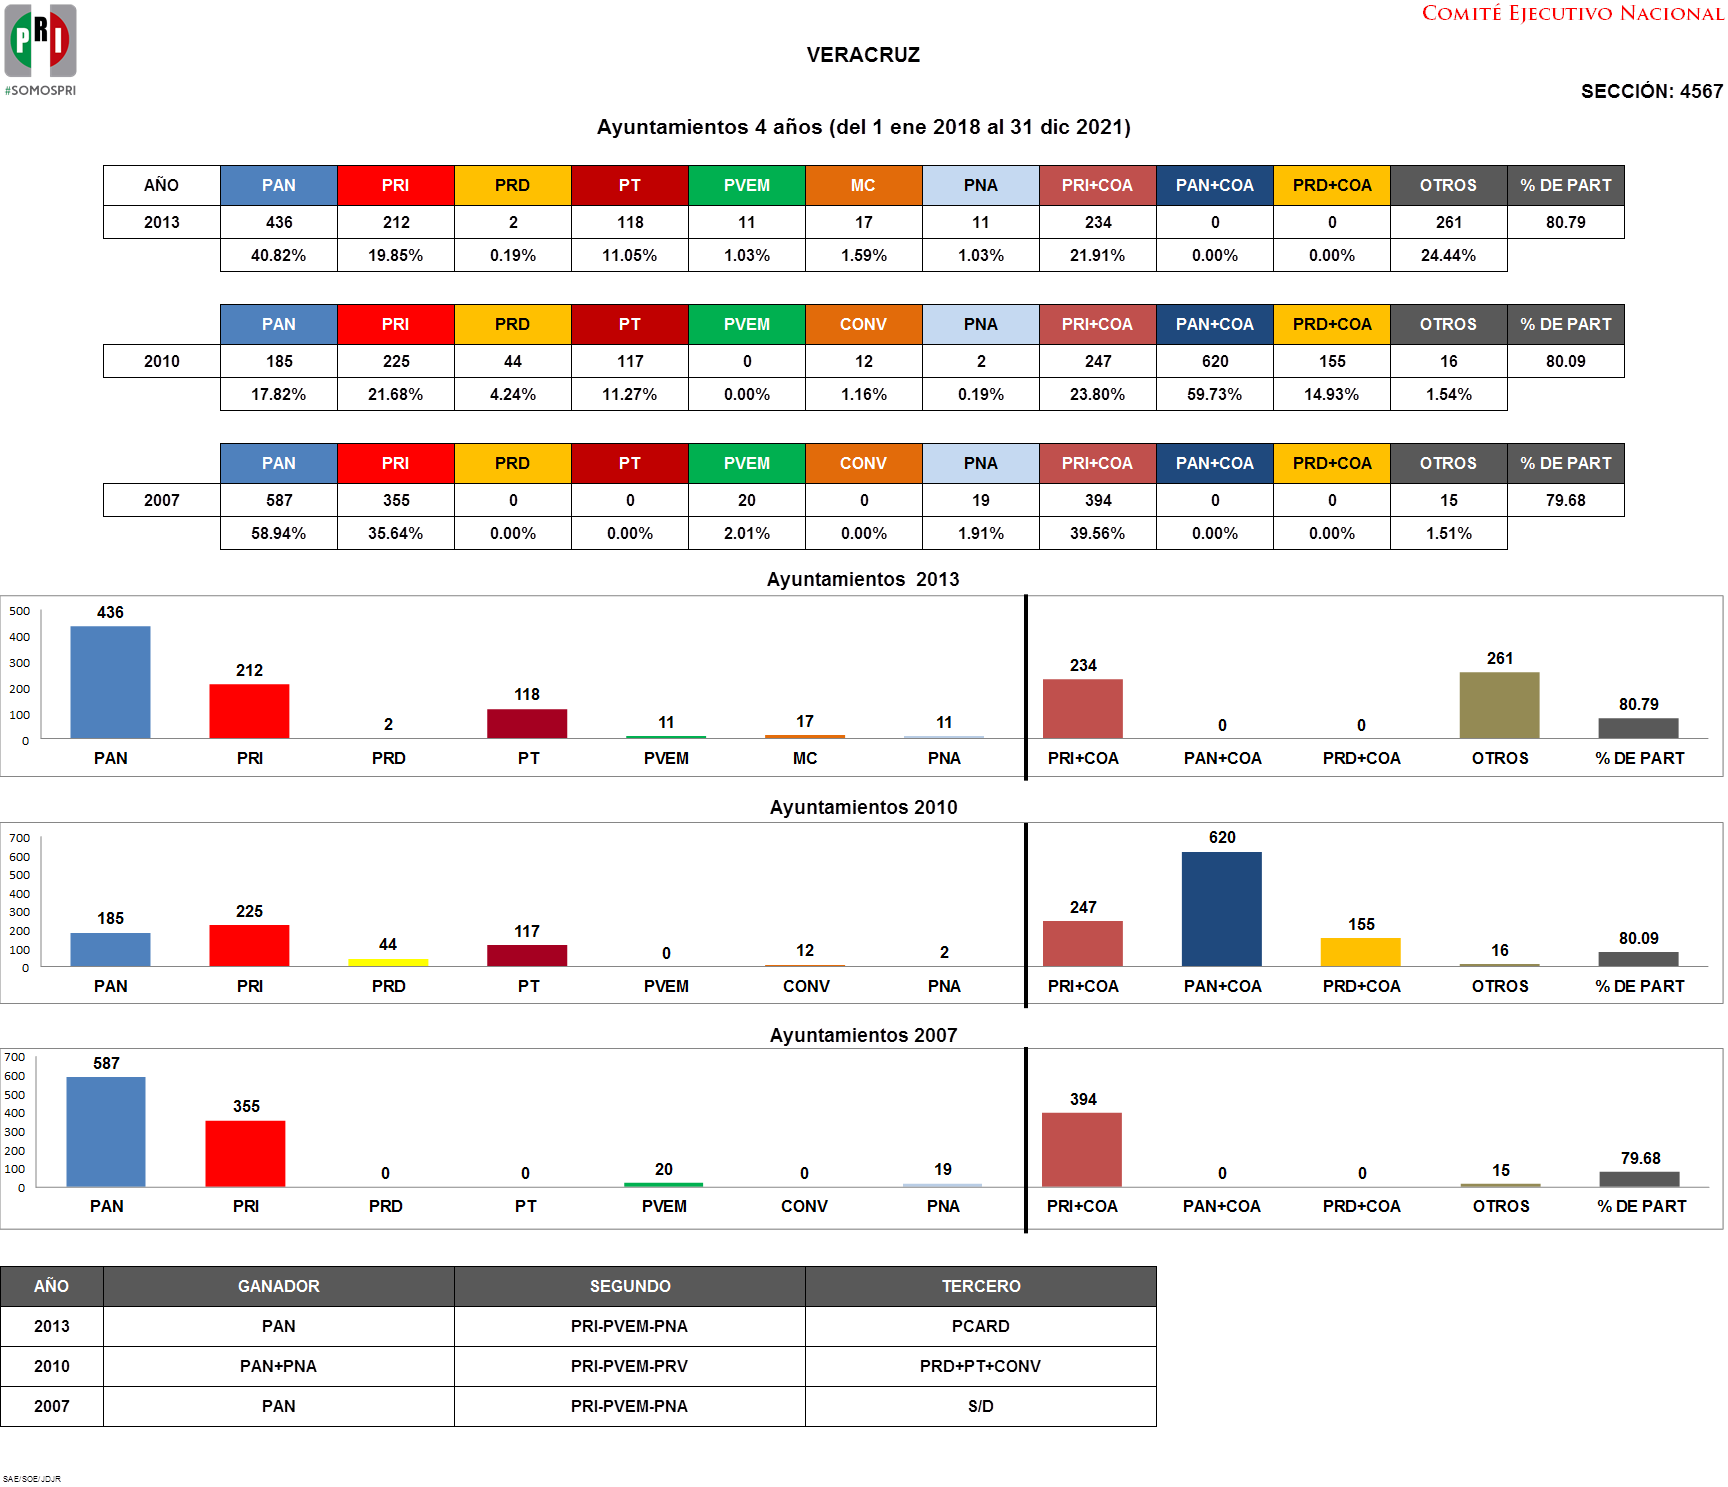 PRI
#SOMOSPRI
COMITÉ EJECUTIVO NACIONAL
VERACRUZ
SECCIÓN: 4567
Ayuntamientos 4 años (del 1 ene 2018 al 31 dic 2021)
AÑO PAN PRI PRD PT PVEM MC PNA PRI+COA PAN+COA PRD+COA OTROS % DE PART
2013 436 212 2 118 11 17 11 234 0 0 261 80.79
40.82% 19.85% 0.19% 11.05% 1.03% 1.59% 1.03% 21.91% 0.00% 0.00% 24.44%
PAN PRI PRD PT PVEM CONV PNA PRI+COA PAN+COA PRD+COA OTROS % DE PART
2010 185 225 44 117 0 12 2 247 620 155 16 80.09
17.82% 21.68% 4.24% 11.27% 0.00% 1.16% 0.19% 23.80% 59.73% 14.93% 1.54%
PAN PRI PRD PT PVEM CONV PNA PRI+COA PAN+COA PRD+COA OTROS % DE PART
2007 587 355 0 0 20 0 19 394 0 0 15 79.68
58.94% 35.64% 0.00% 0.00% 2.01% 0.00% 1.91% 39.56% 0.00% 0.00% 1.51%
Ayuntamientos 2013
500
400
300
200
100
0
436 212 2 118 11 17 11 234 0 0 261 80.79
PAN PRI PRD PT PVEM MC PNA PRI+COA PAN+COA PRD+COA OTROS % DE PART
Ayuntamientos 2010
700
600
500
400
300
200
100
0
185 225 44 117 0 12 2 247 620 155 16 80.09
PAN PRI PRD PT PVEM CONV PNA PRI+COA PAN+COA PRD+COA OTROS % DE PART
Ayuntamientos 2007
700
600
500
400
300
200
100
0
587 355 0 0 20 0 19 394 0 0 15 79.68
PAN PRI PRD PT PVEM CONV PNA PRI+COA PAN+COA PRD+COA OTROS % DE PART
AÑO GANADOR SEGUNDO TERCERO
2013 PAN PRI-PVEM-PNA PCARD
2010 PAN+PNA PRI-PVEM-PRV PRD+PT+CONV
2007 PAN PRI-PVEM-PNA S/D
SAE/SOE/JDJR